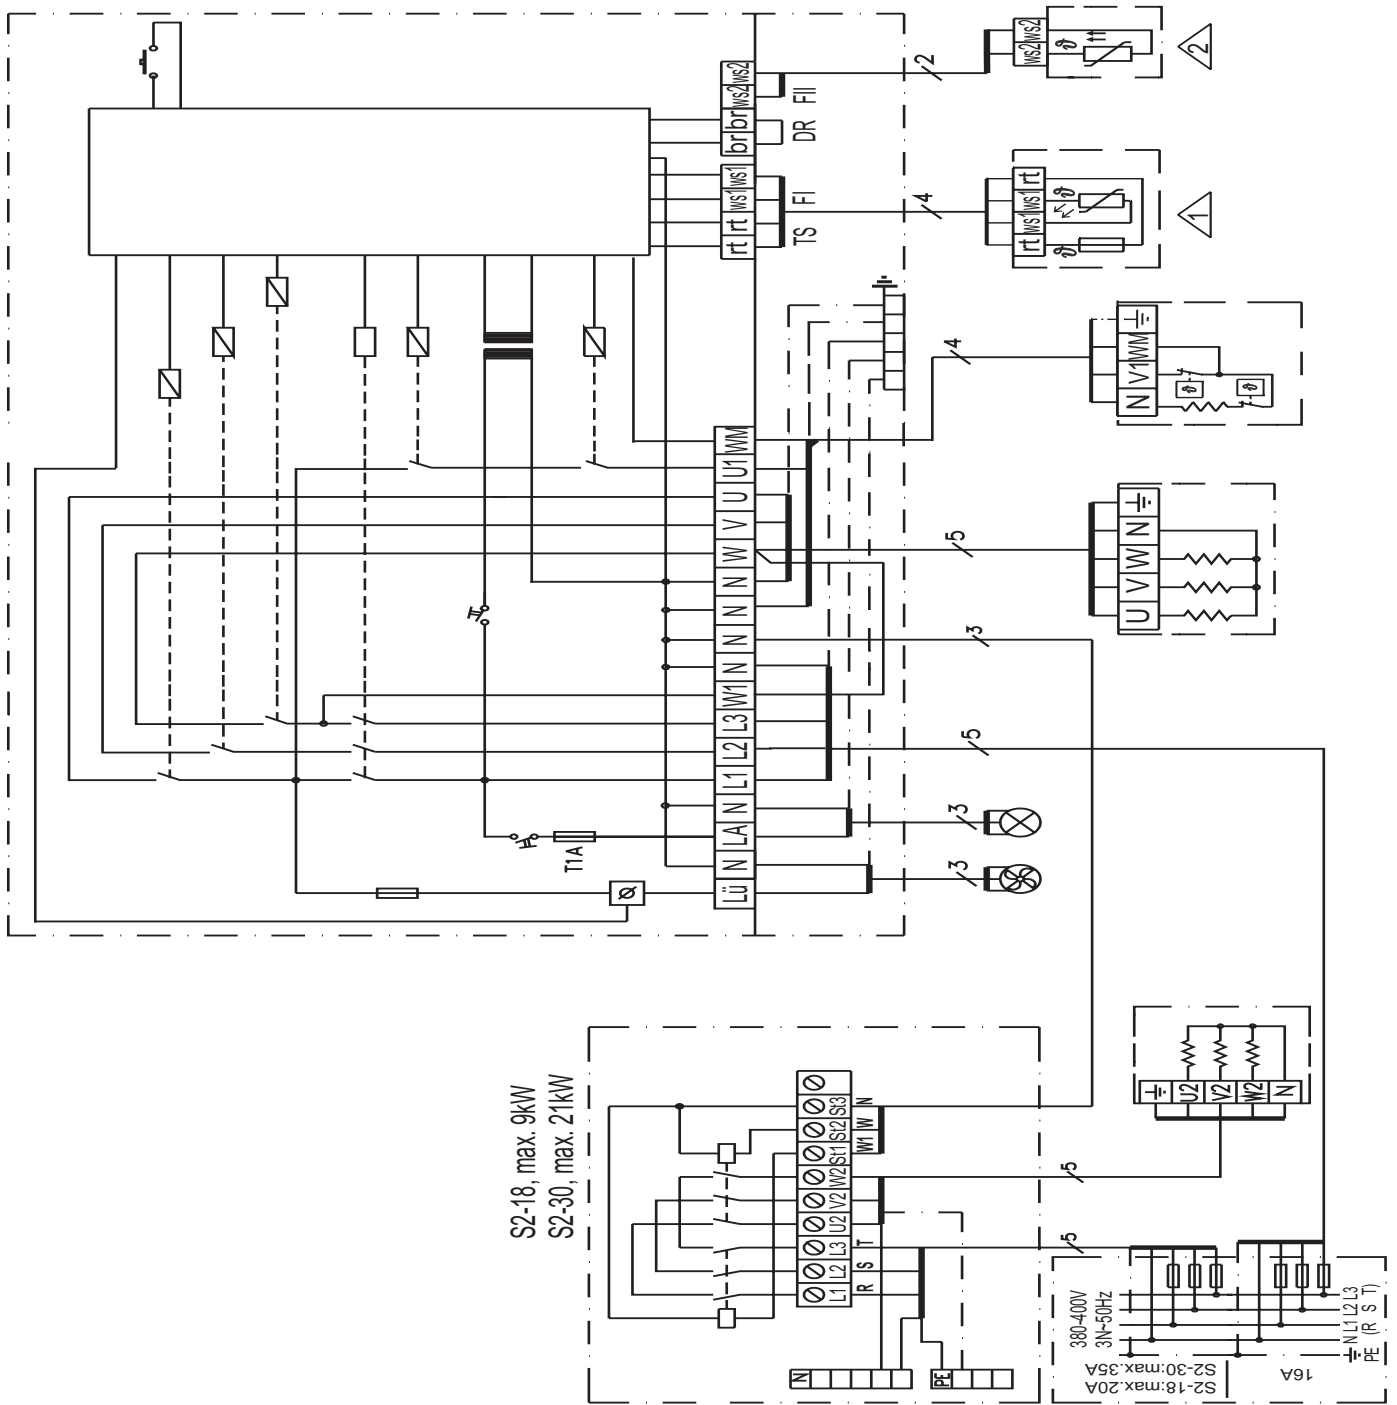 ws2
ws2
2
2
ws2
ws2
br
br
FII
DR
ws1
ws1
rt
rt
FI
TS
4
rt
ws1
ws1
rt
1
4
WM
V1
N
WM
U1
U
V
W
N
N
N
N
W1
L3
L2
L1
N
LA
N
Lü
T1A
5
N
W
V
U
3
5
3
3
S2-18, max. 9kW
S2-30, max. 21kW
St3
St2
St1
W2
V2
U2
L3
L2
L1
N
W
W1
T
S
R
N
PE
U2
V2
W2
N
5
5
380-400V
3N~50Hz
N L1 L2 L3
(R S T)
PE
S2-18:max.20A
S2-30:max.35A
16A